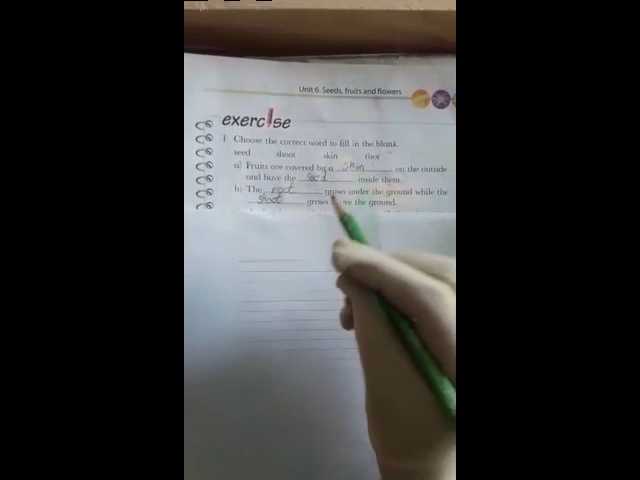 Unit 6 Seeds, fruits and flowers
exercise
1 Choose the correct word to fill in the blank.
seed shoot skin root
a) Fruits are covered by a skin on the outside
and have the seed inside them.
b) The root grows under the ground while the
shoot grows above the ground.